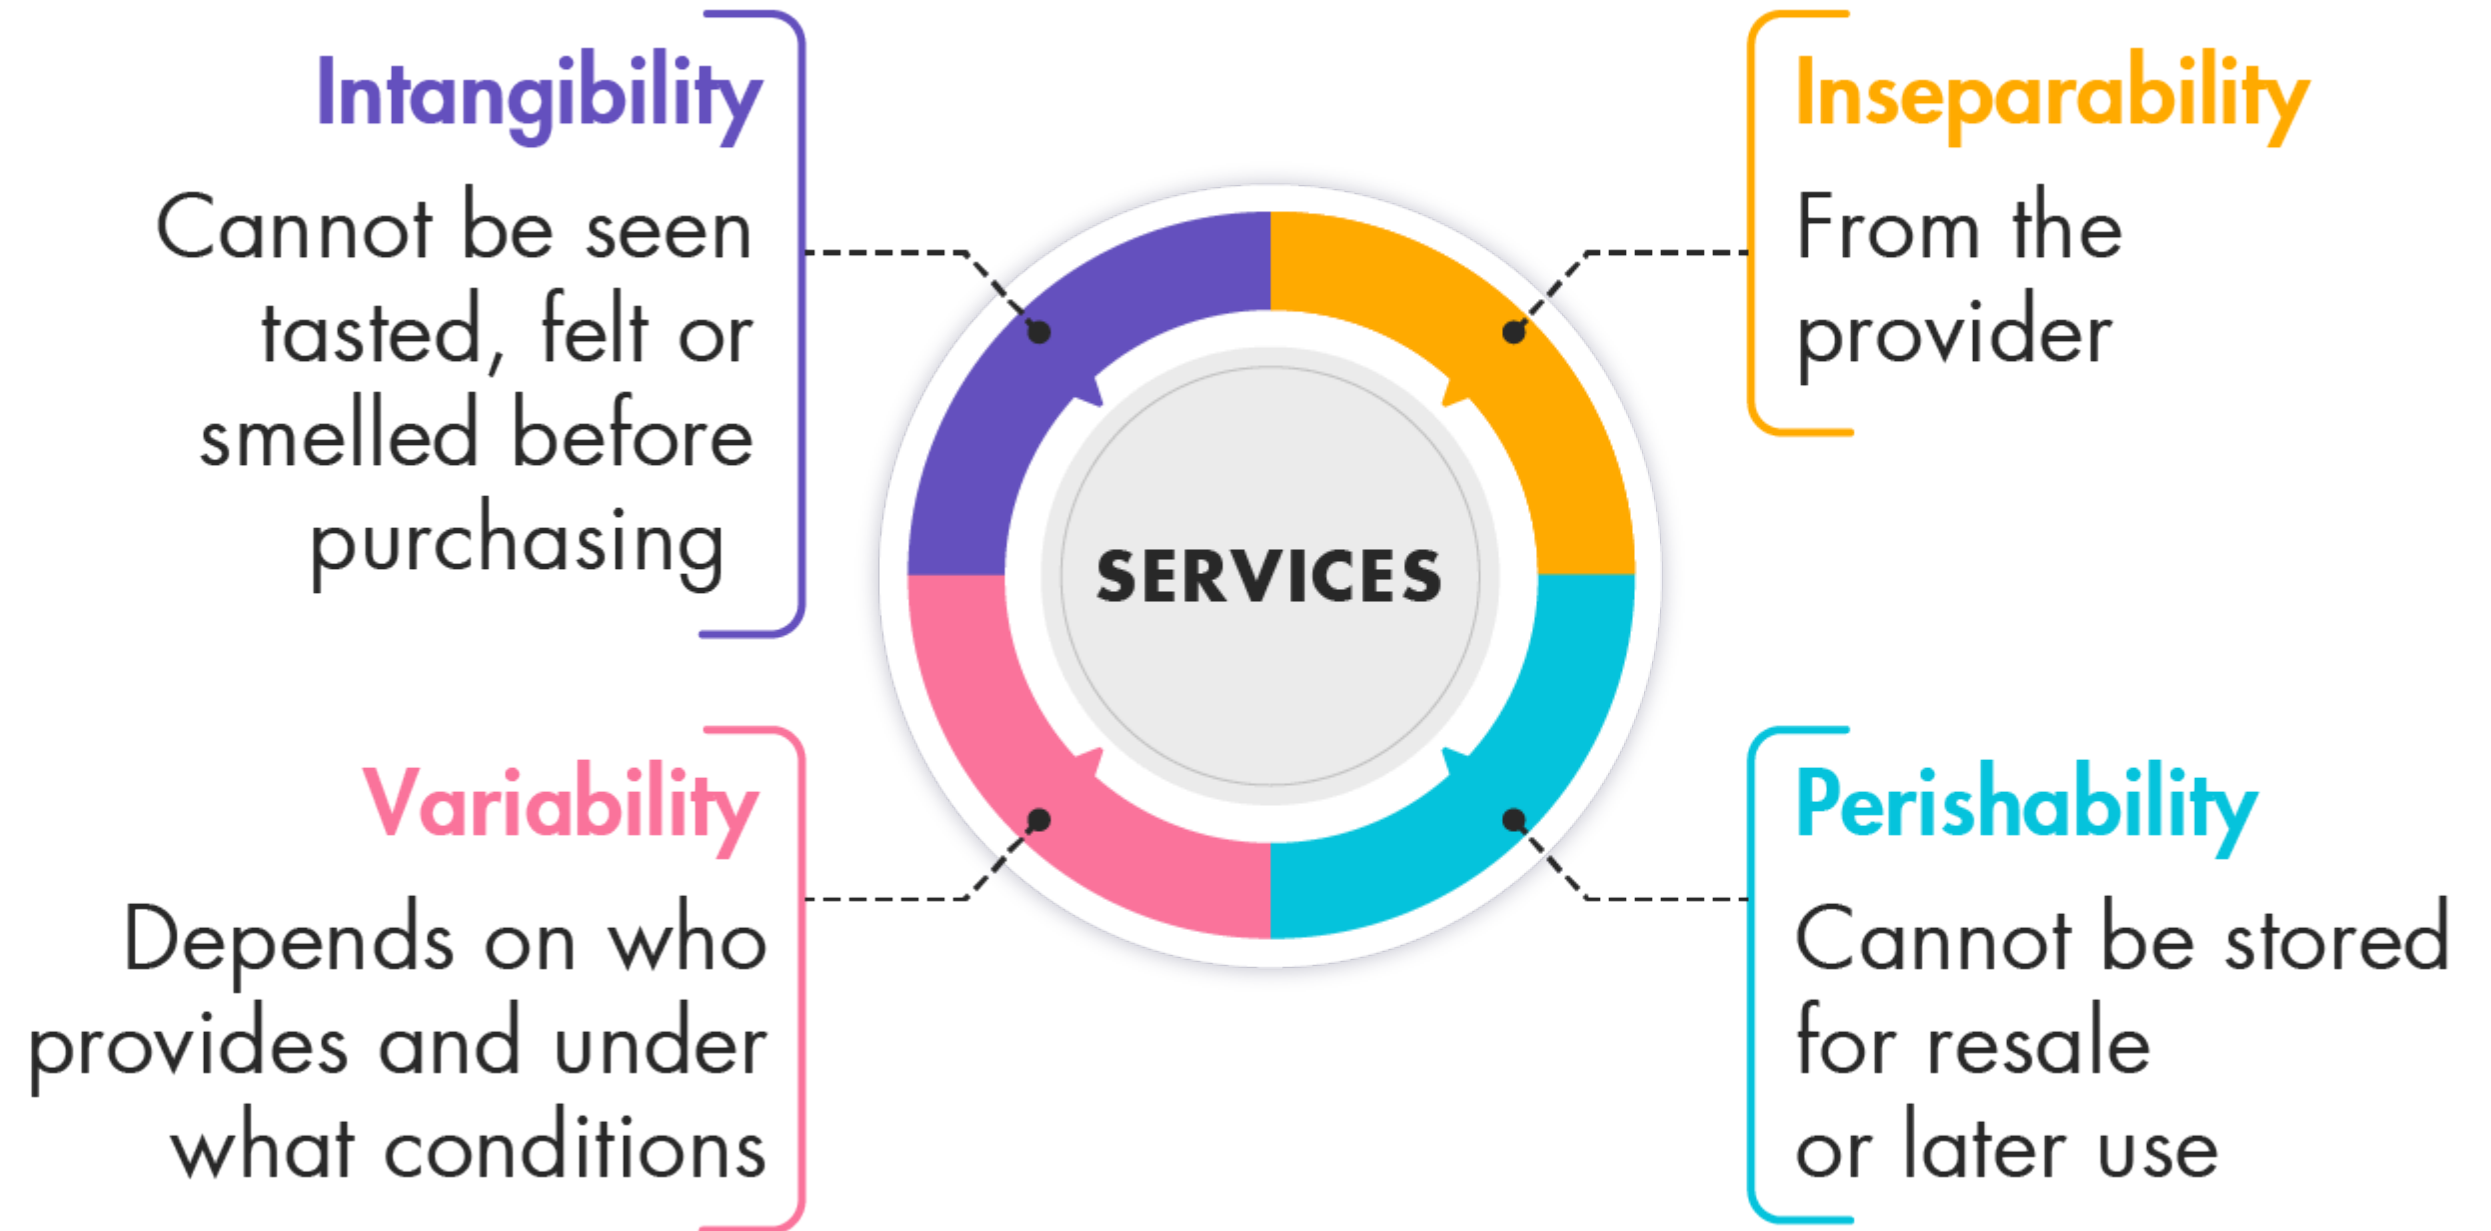 Intangibility
Cannot be seen
tasted, felt or
smelled before
purchasing
Inseparability
From the
provider
SERVICES
Variability
Depends on who
provides and under
what conditions
Perishability
Cannot be stored
for resale
or later use